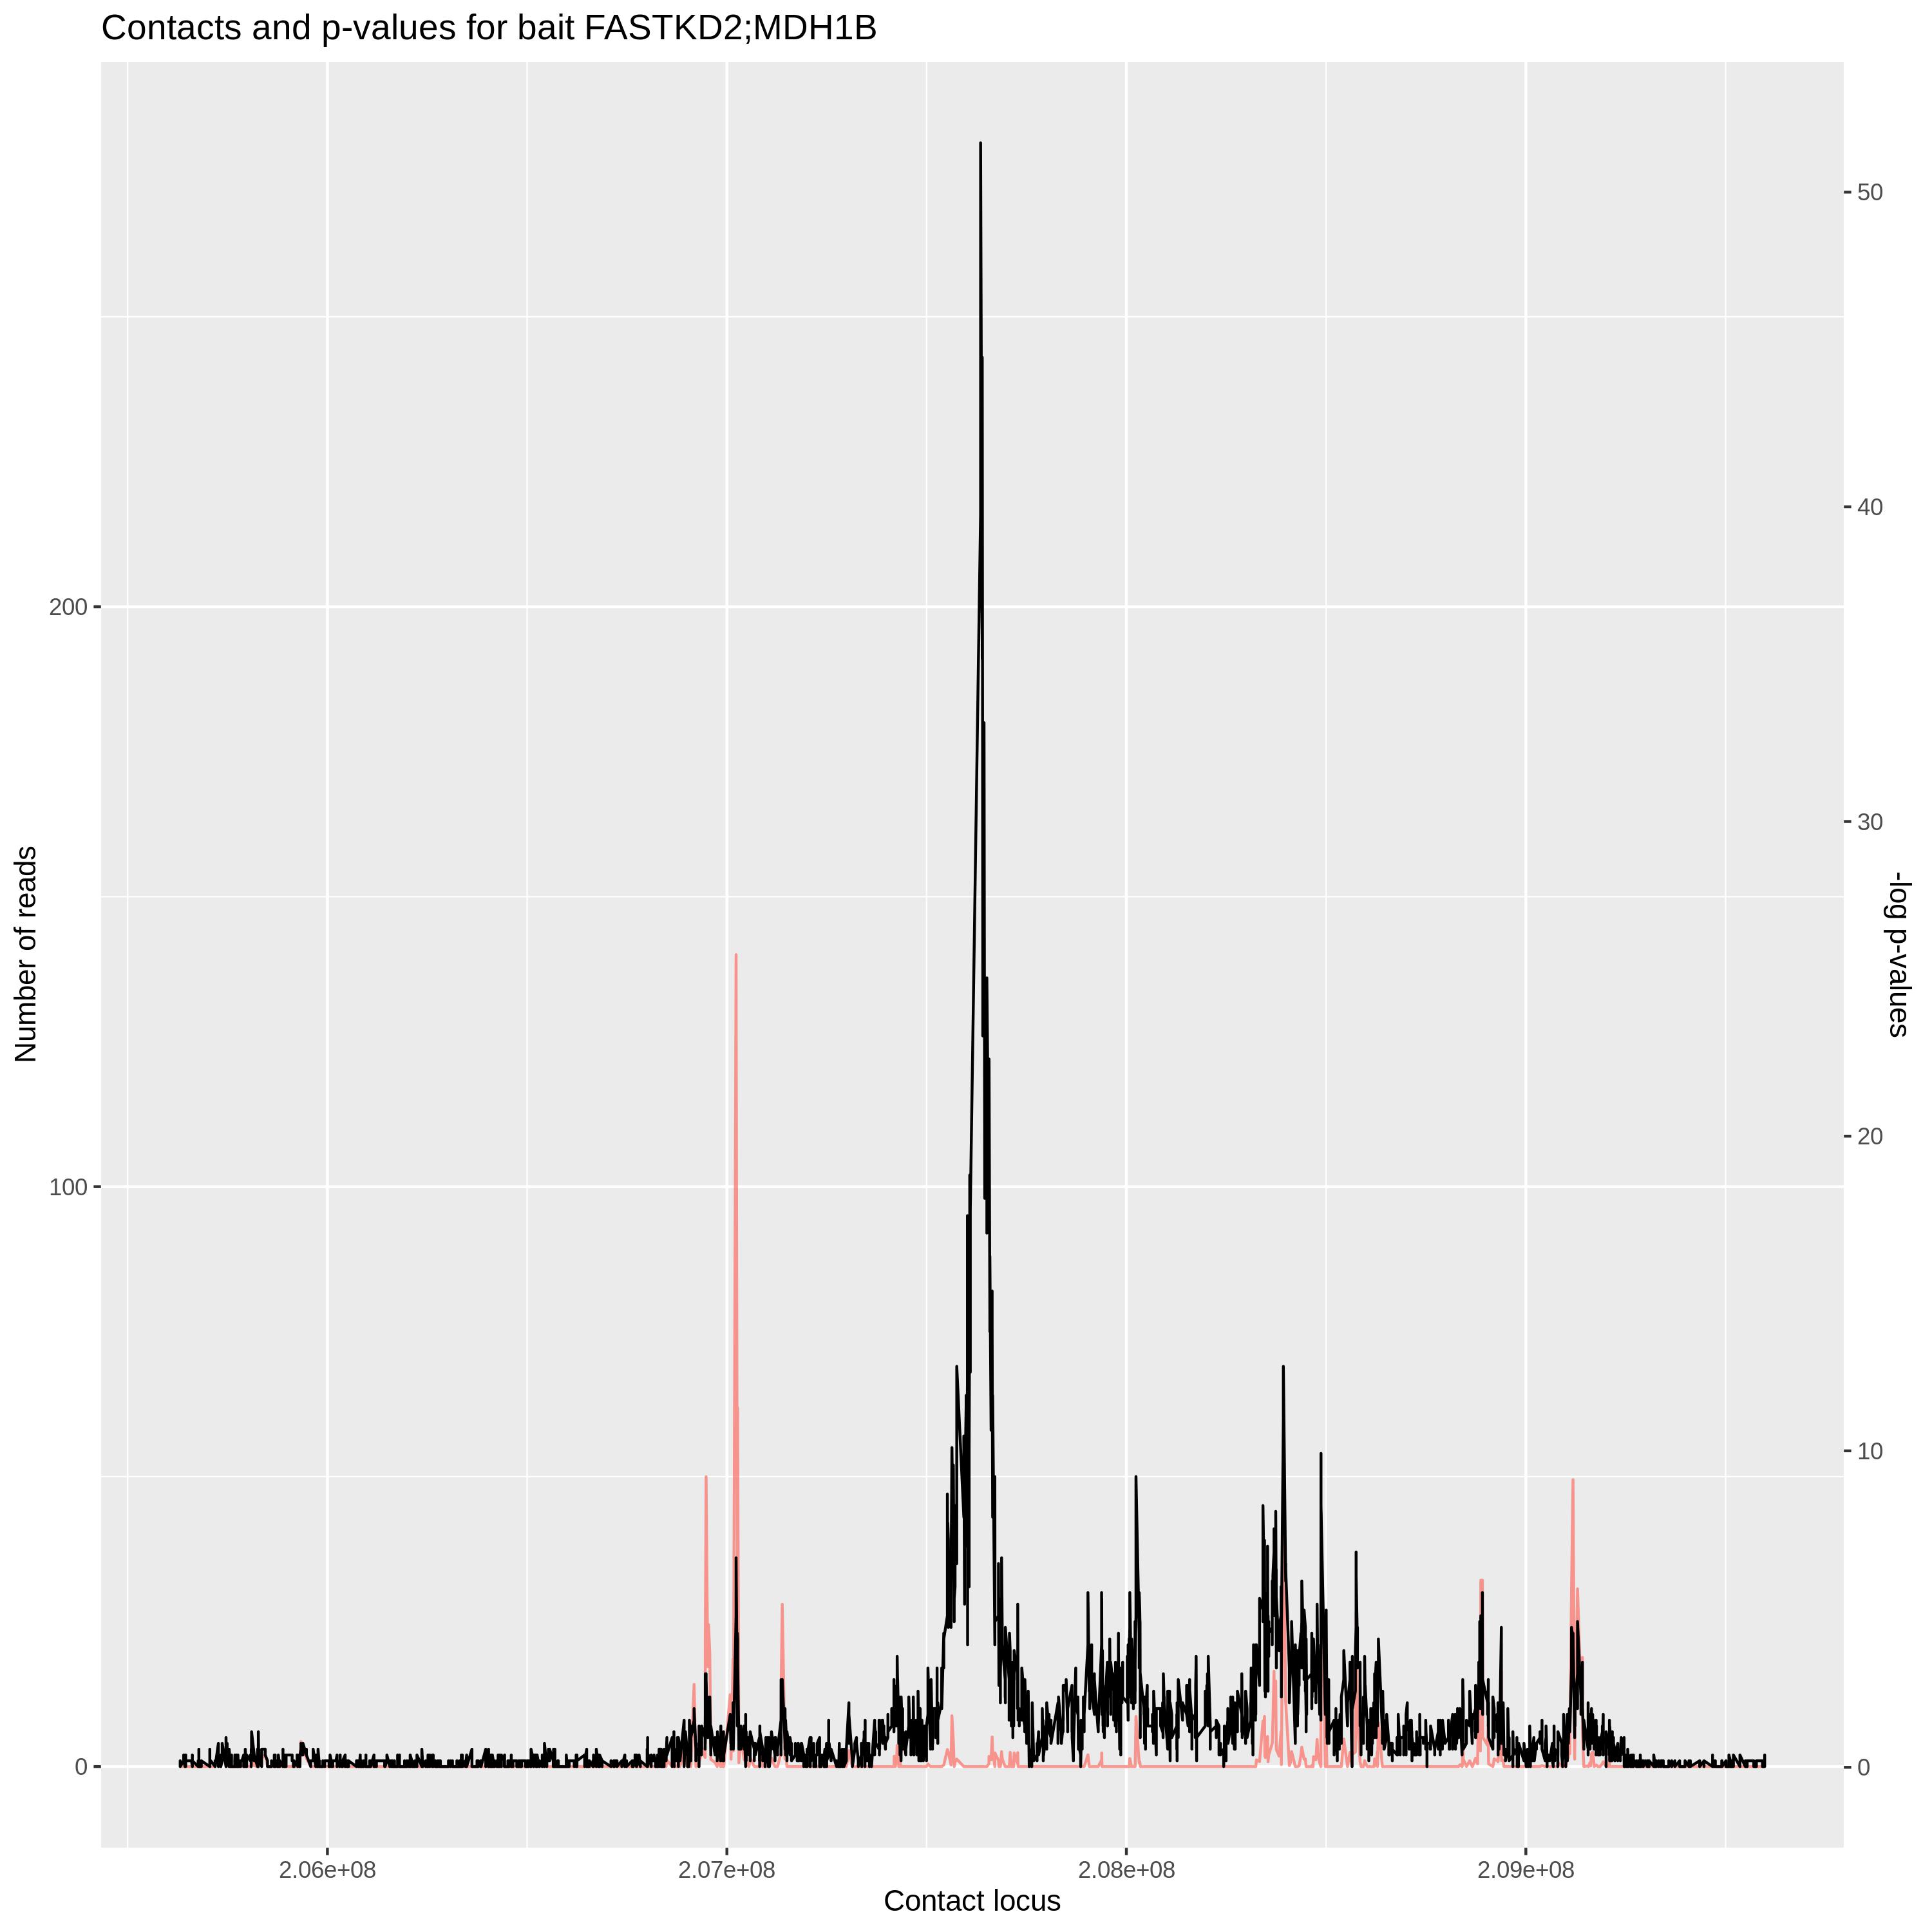 Contacts and p-values for bait FASTKD2;MDH1B
Number of reads
200
100
0
50
40
30
20
10
0
-log p-values
2.06e+08
2.07e+08
2.08e+08
2.09e+08
Contact locus